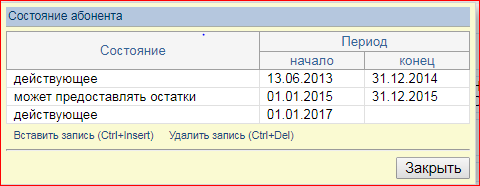 Состояние абонента
Состояние Период
начало конец
действующее 13.06.2013 31.12.2014
может предоставлять остатки 01.01.2015 31.12.2015
действующее 01.01.2017
Вставить запись (Ctrl+Insert) Удалить запись (Ctrl+Del)
Закрыть